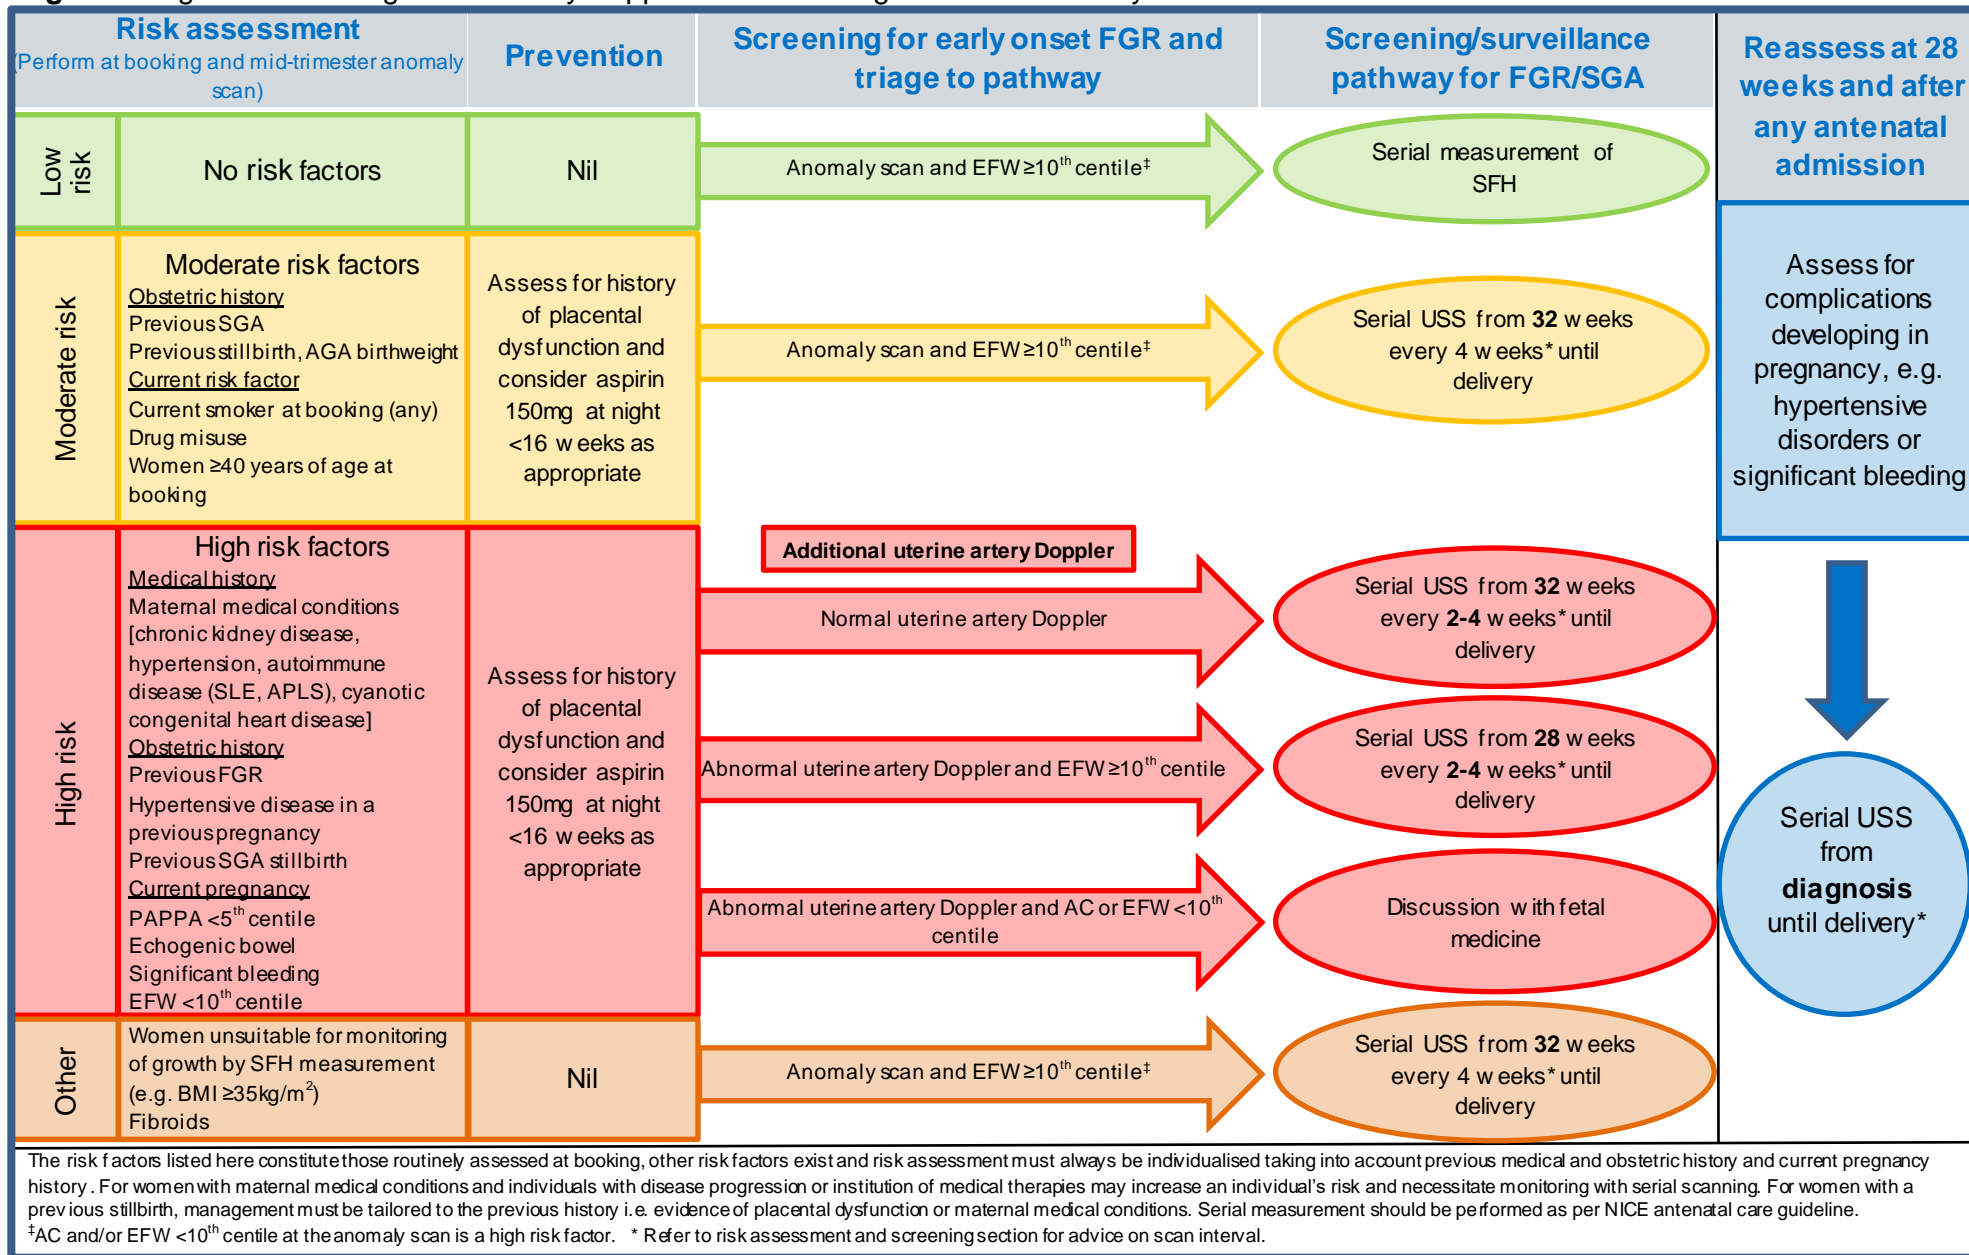 Risk assessment
(Perform at booking and mid-trimester anomaly
scan)
Prevention
Screening for early onset FGR and
triage to pathway
Screening/surveillance
pathway for FGR/SGA
Reassess at 28
weeks and after
any antenatal
admission
Low
risk
No risk factors
Nil
Anomaly scan and EFW ≥10th centile‡
Serial measurement of
SFH
Moderate risk
Moderate risk factors
Obstetric history
Previous SGA
Previous stillbirth, AGA birthweight
Current risk factor
Current smoker at booking (any)
Drug misuse
Women ≥40 years of age at
booking
Assess for history
of placental
dysfunction and
consider aspirin
150mg at night
<16 weeks as
appropriate
Anomaly scan and EFW ≥10th centile‡
Serial USS from 32 weeks
every 4 weeks* until
delivery
High risk
High risk factors
Medical history
Maternal medical conditions
[chronic kidney disease,
hypertension, autoimmune
disease (SLE, APLS), cyanotic
congenital heart disease]
Obstetric history
Previous FGR
Hypertensive disease in a
previous pregnancy
Previous SGA stillbirth
Current pregnancy
PAPPA <5th centile
Echogenic bowel
Significant bleeding
EFW <10th centile
Assess for history
of placental
dysfunction and
consider aspirin
150mg at night
<16 weeks as
appropriate
Additional uterine artery Doppler
Normal uterine artery Doppler
Serial USS from 32 weeks
every 2-4 weeks* until
delivery
Abnormal uterine artery Doppler and EFW ≥10th centile
Serial USS from 28 weeks
every 2-4 weeks* until
delivery
Abnormal uterine artery Doppler and AC or EFW <10th
centile
Discussion with fetal
medicine
Other
Women unsuitable for monitoring
of growth by SFH measurement
(e.g. BMI ≥35kg/m2)
Fibroids
Nil
Anomaly scan and EFW ≥10th centile‡
Serial USS from 32 weeks
every 4 weeks* until
delivery
Assess for
complications
developing in
pregnancy, e.g.
hypertensive
disorders or
significant bleeding
Serial USS
from
diagnosis
until delivery*
The risk factors listed here constitute those routinely assessed at booking, other risk factors exist and risk assessment must always be individualised taking into account previous medical and obstetric history and current pregnancy
history. For women with maternal medical conditions and individuals with disease progression or institution of medical therapies may increase an individual's risk and necessitate monitoring with serial scanning. For women with a
previous stillbirth, management must be tailored to the previous history i.e. evidence of placental dysfunction or maternal medical conditions. Serial measurement should be performed as per NICE antenatal care guideline.
‡AC and/or EFW <10th centile at the anomaly scan is a high risk factor. * Refer to risk assessment and screening section for advice on scan interval.